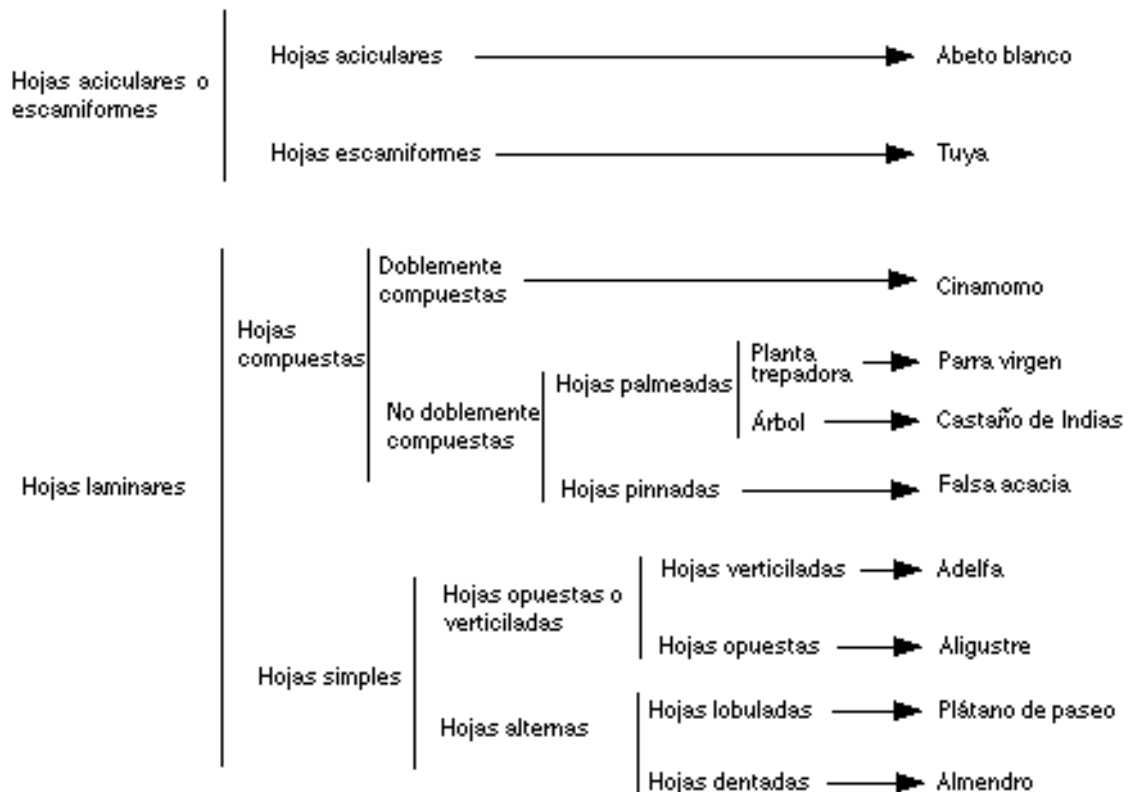 Hojas aciculares o
escamiformes
Hojas aciculares
Abeto blanco
Hojas escamiformes
Tuya
Hojas laminares
Hojas
compuestas
Doblemente
compuestas
Cinamomo
No doblemente
compuestas
Hojas palmeadas
Planta
trepadora
Parra virgen
Árbol
Castaño de Indias
Hojas pinnadas
Falsa acacia
Hojas simples
Hojas opuestas o
verticiladas
Hojas verticiladas
Adelfa
Hojas opuestas
Aligustre
Hojas alternas
Hojas lobuladas
Plátano de paseo
Hojas dentadas
Almendro